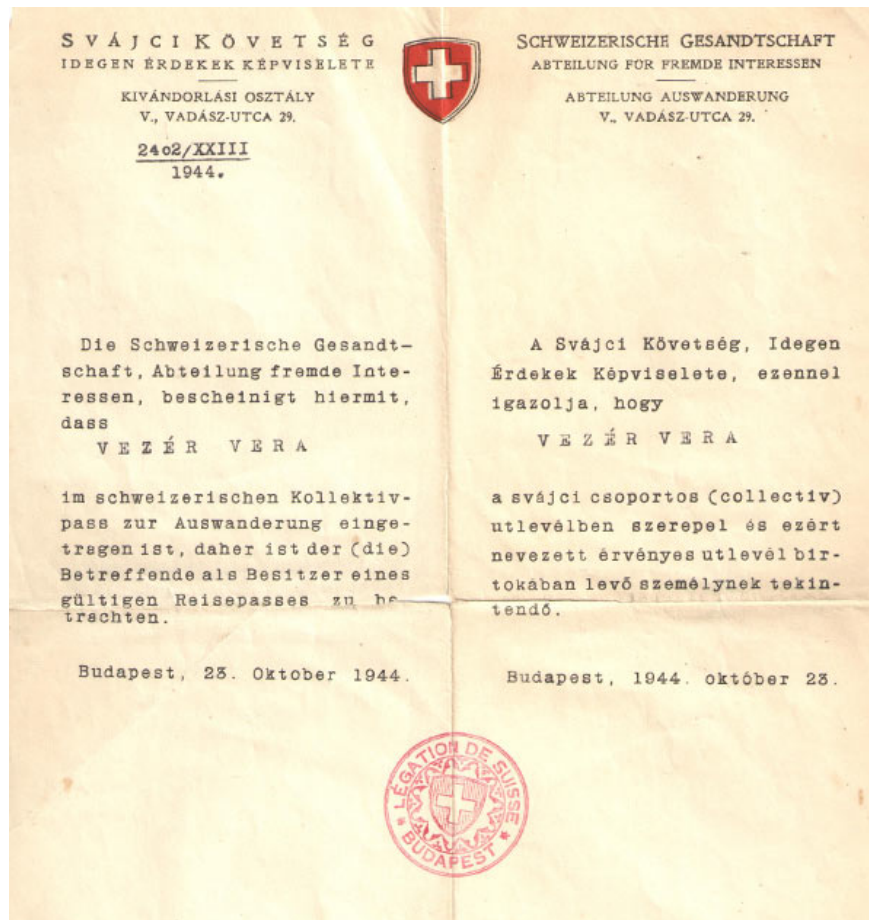 SVÁJCI KÖVETSÉG
IDEGEN ÉRDEKEK KÉPVISELETE
KIVÁNDORLÁSI OSZTÁLY
V., VADÁSZ-UTCA 29.
24o2/XXIII
1944.
SCHWEIZERISCHE GESANDTSCHAFT
ABTEILUNG FÜR FREMDE INTERESSEN
ABTEILUNG AUSWANDERUNG
V., VADÁSZ-UTCA 29.
Die Schweizerische Gesandt-
schaft, Abteilung fremde Inte-
ressen, bescheinigt hiermit,
dass
VEZÉR VERA
im schweizerischen Kollektiv-
pass zur Auswanderung einge-
tragen ist, daher ist der (die)
Betreffende als Besitzer eines
gültigen Reisepasses zu be-
trachten.
Budapest, 23. Oktober 1944.
A Svájci Követség, Idegen
Érdekek Képviselete, ezennel
igazolja, hogy
VEZÉR VERA
a svájci csoportos (collectiv)
utlevélben szerepel és ezért
nevezett érvényes utlevél bir-
tokában levő személynek tekin-
tendő.
Budapest, 1944. október 23.
LÉGATION DE SUISSE
* BUDAPEST *